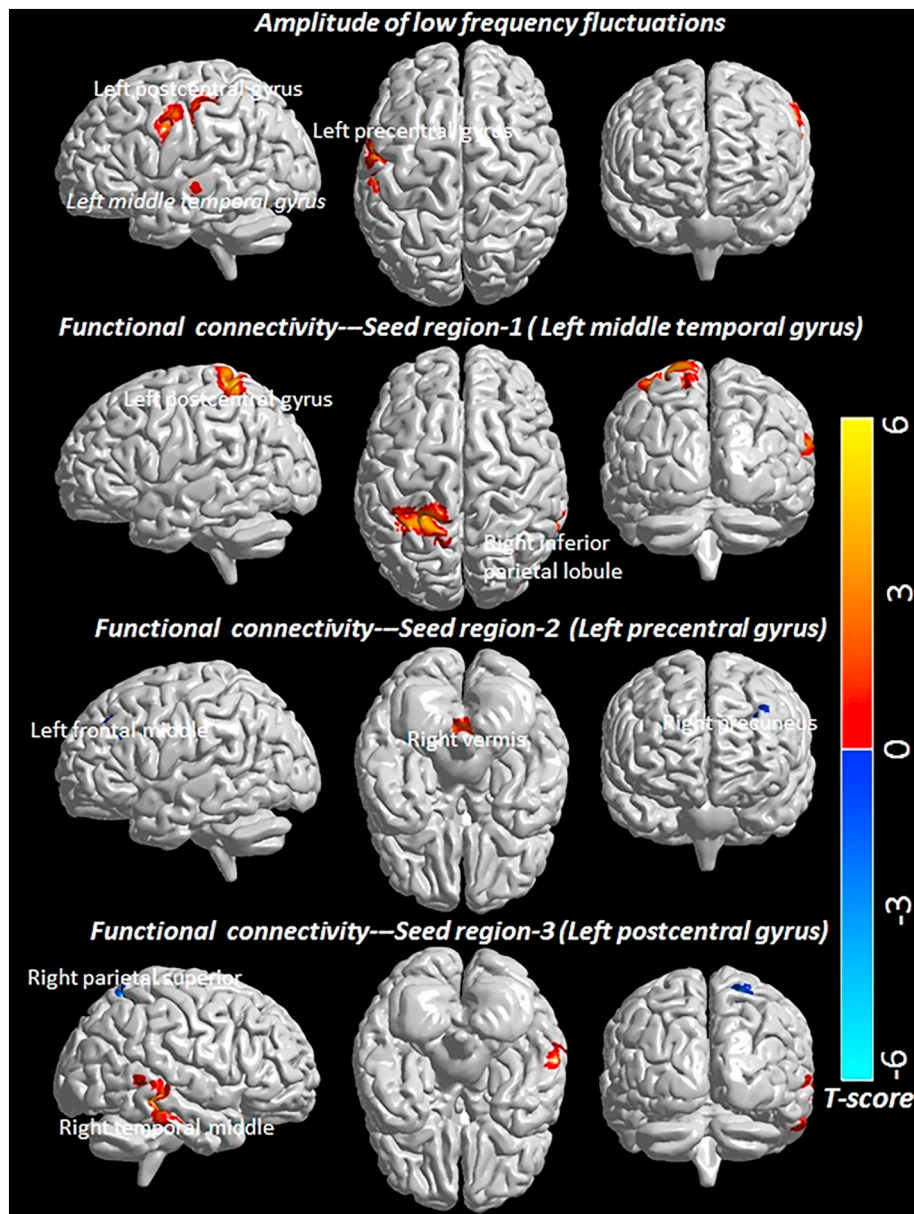 Amplitude of low frequency fluctuations
Left postcentral gyrus
Left precentral gyrus
Left middle temporal gyrus
Functional connectivity---Seed region-1 ( Left middle temporal gyrus)
Left postcentral gyrus
Right inferior
parietal lobule
Functional connectivity---Seed region-2 (Left precentral gyrus)
Left frontal middle
Right vermis
Right precuneus
Functional connectivity---Seed region-3 (Left postcentral gyrus)
Right parietal superior
Right temporal middle
6
3
0
-3
-6
T-score